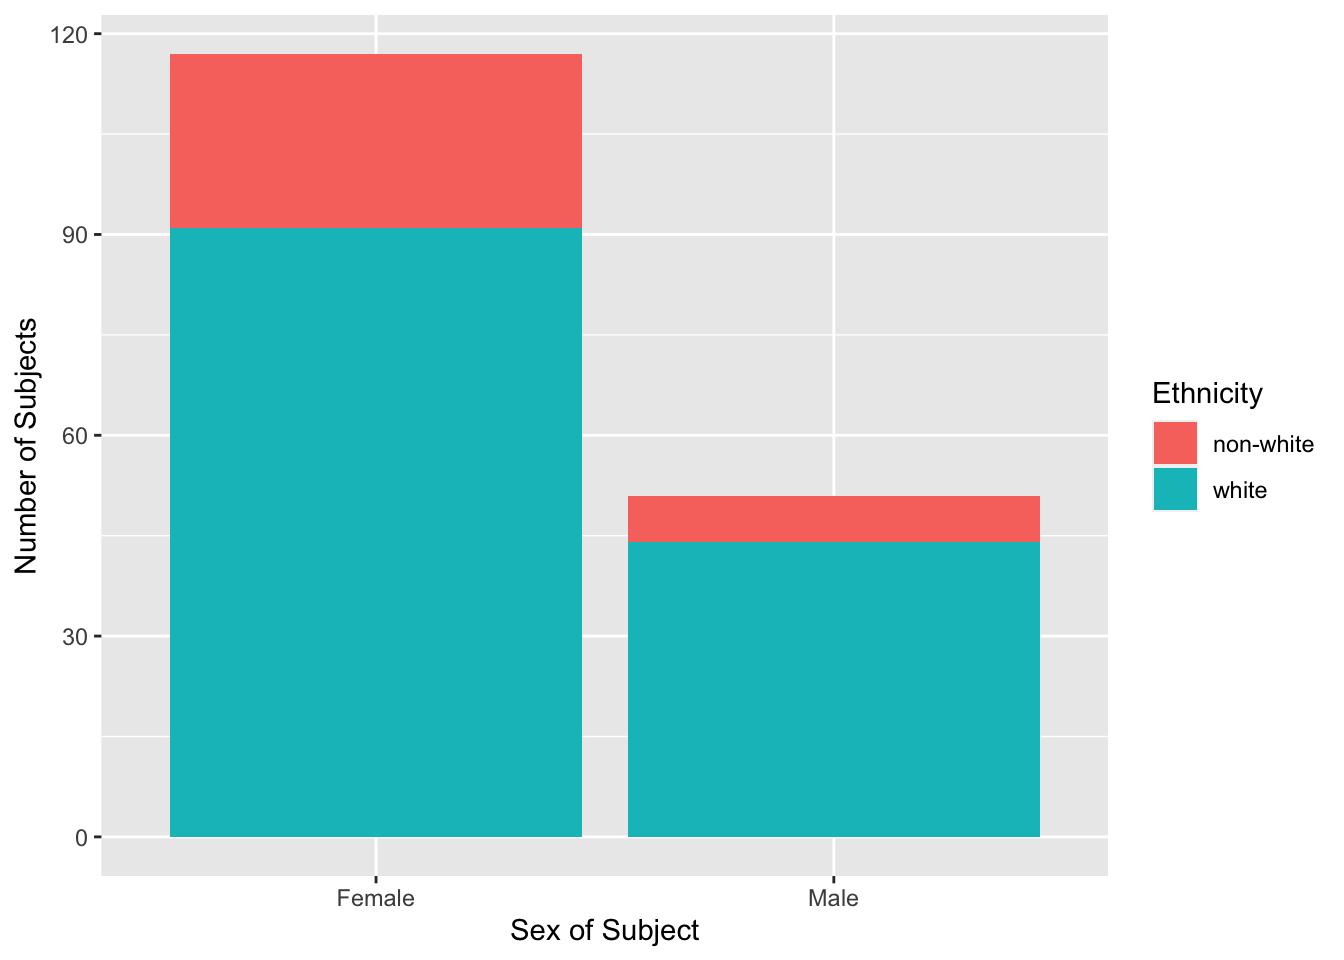 120
90
60
30
0
Number of Subjects
Female
Male
Sex of Subject
Ethnicity
non-white
white